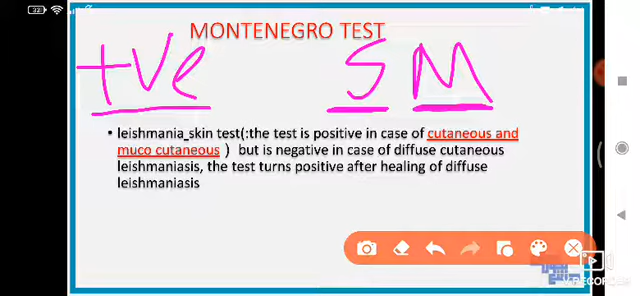 32
MONTENEGRO TEST
+ve S M
• leishmania_skin test(:the test is positive in case of cutaneous and
muco cutaneous ) but is negative in case of diffuse cutaneous
leishmaniasis, the test turns positive after healing of diffuse
leishmaniasis